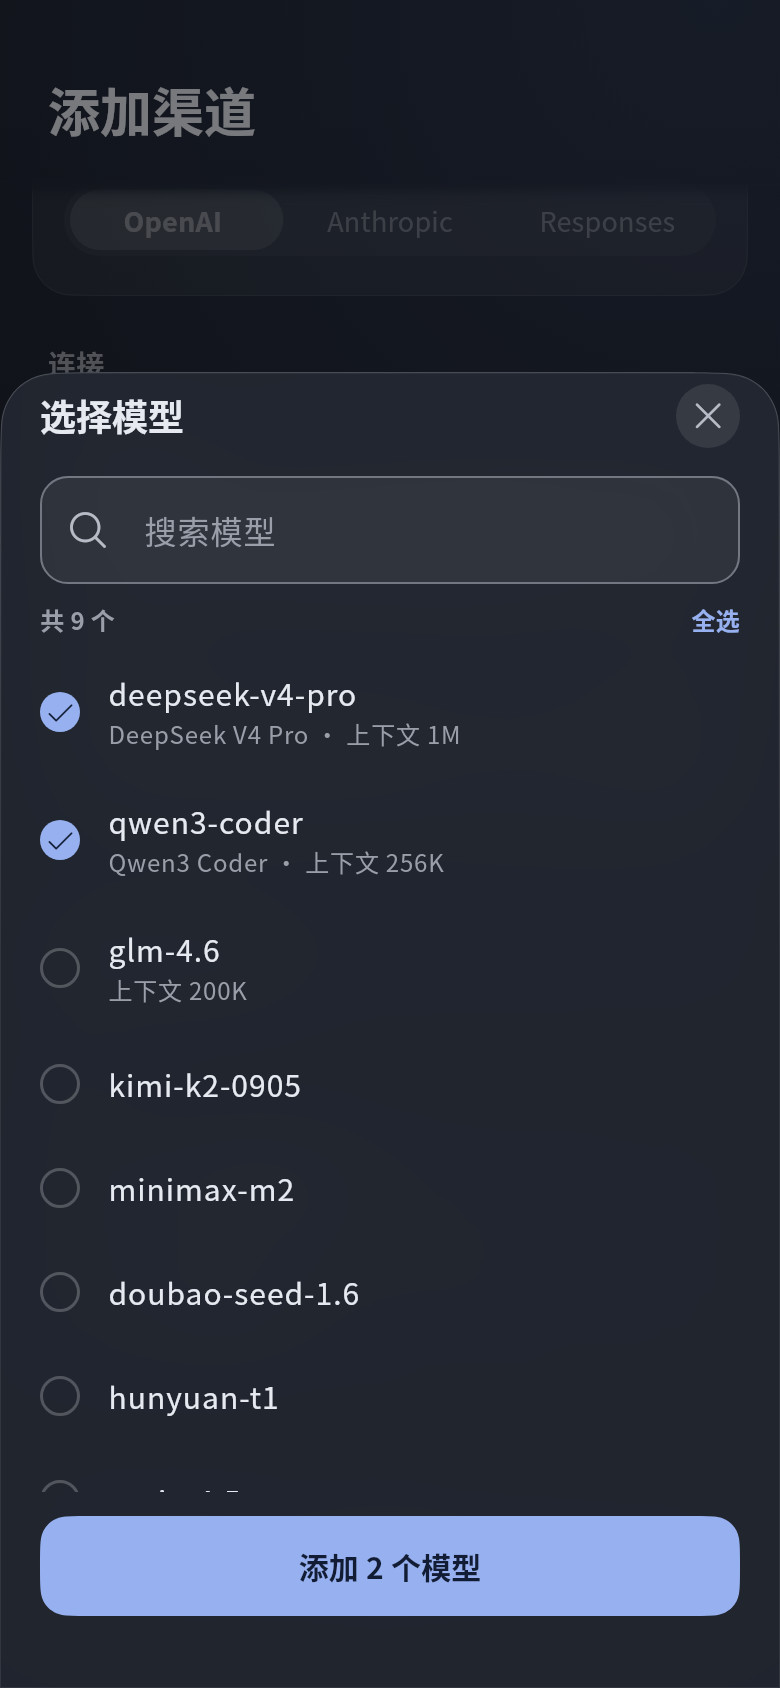 添加渠道
OpenAI
Anthropic
Responses
连接
选择模型
搜索模型
共 9 个
全选
deepseek-v4-pro
DeepSeek V4 Pro · 上下文 1M
qwen3-coder
Qwen3 Coder · 上下文 256K
glm-4.6
上下文 200K
kimi-k2-0905
minimax-m2
doubao-seed-1.6
hunyuan-t1
添加 2 个模型